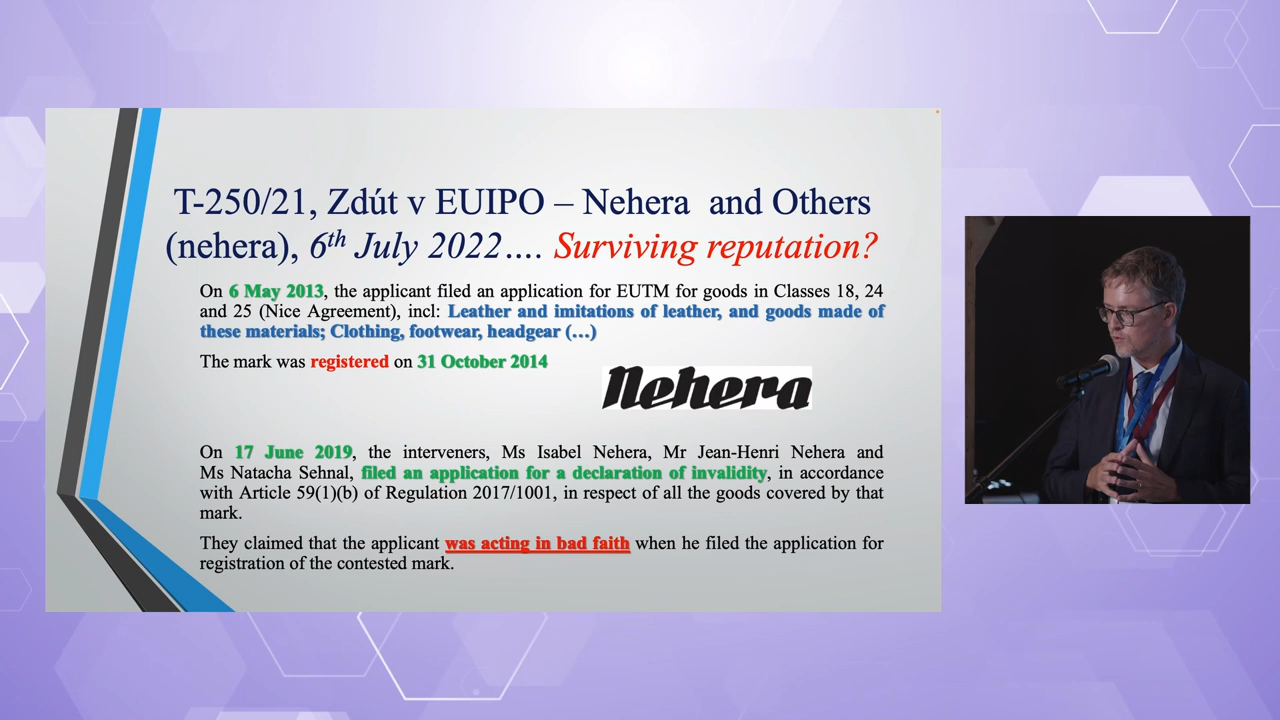 T-250/21, Zdút v EUIPO – Nehera and Others
(nehera), 6th July 2022…. Surviving reputation?
On 6 May 2013, the applicant filed an application for EUTM for goods in Classes 18, 24
and 25 (Nice Agreement), incl: Leather and imitations of leather, and goods made of
these materials; Clothing, footwear, headgear (…)
The mark was registered on 31 October 2014
Nehera
On 17 June 2019, the interveners, Ms Isabel Nehera, Mr Jean-Henri Nehera and
Ms Natacha Sehnal, filed an application for a declaration of invalidity, in accordance
with Article 59(1)(b) of Regulation 2017/1001, in respect of all the goods covered by that
mark.
They claimed that the applicant was acting in bad faith when he filed the application for
registration of the contested mark.